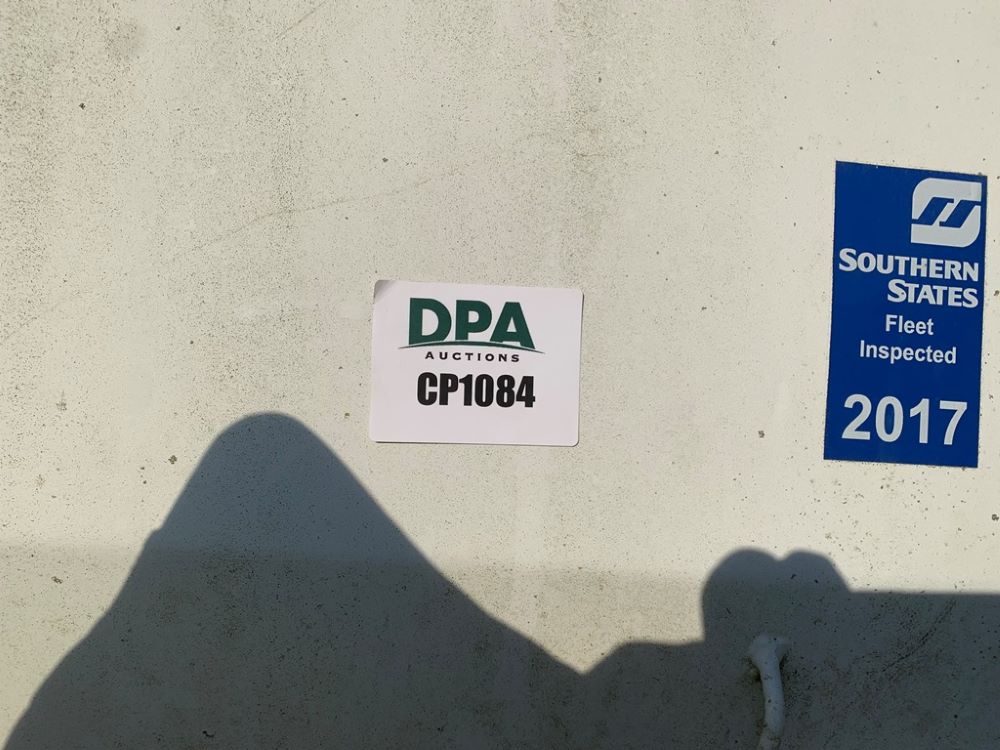 DPA
AUCTIONS
CP1084
SOUTHERN
STATES
Fleet
Inspected
2017